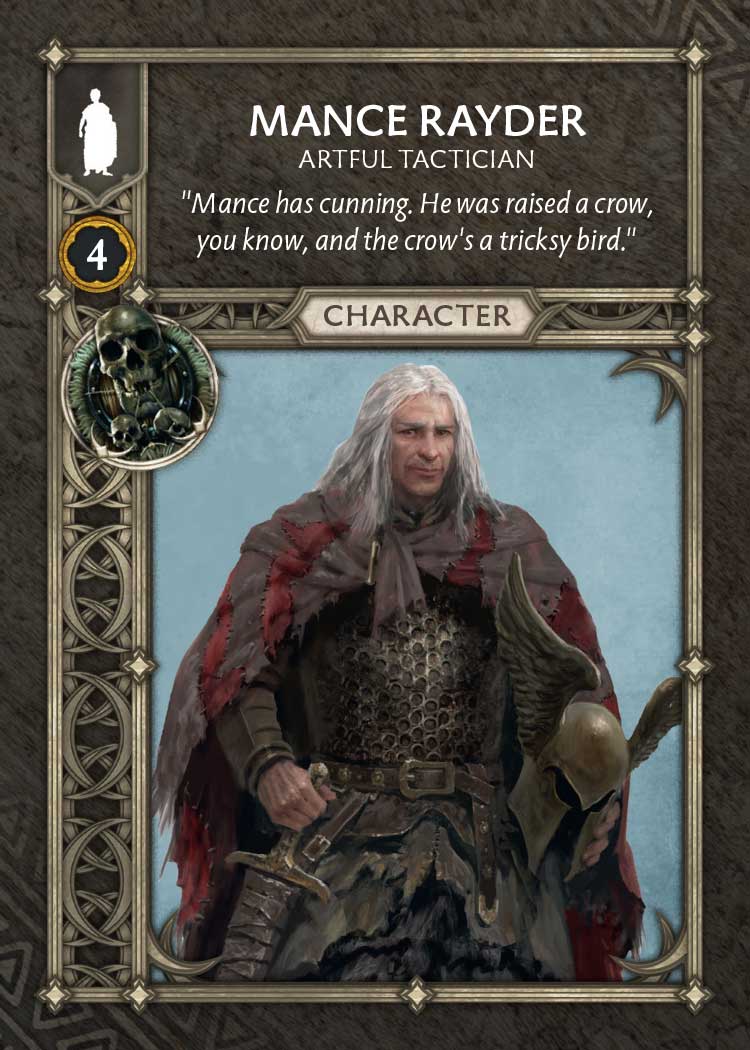 MANCE RAYDER
ARTFUL TACTICIAN
"Mance has cunning. He was raised a crow,
you know, and the crow's a tricksy bird."
4
CHARACTER